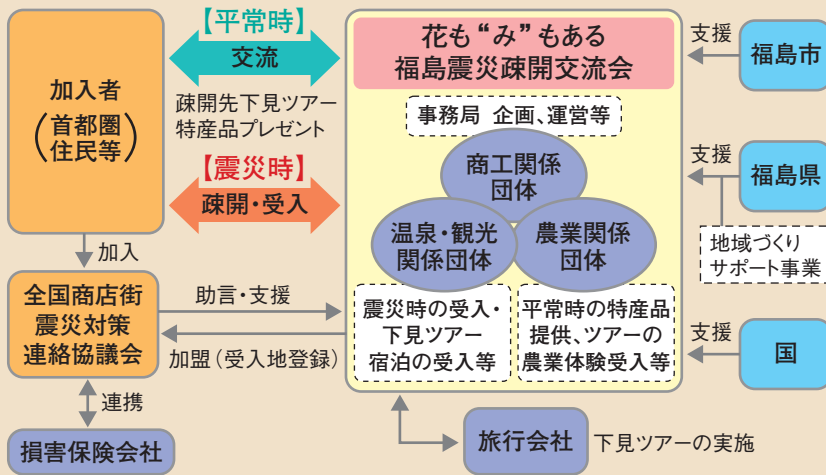 加入者
(首都圏
住民等)
【平常時】
交流
疎開先下見ツアー
特産品プレゼント
【震災時】
疎開・受入
花も“み”もある
福島震災疎開交流会
事務局 企画、運営等
商工関係
団体
温泉・観光
関係団体
農業関係
団体
震災時の受入・
下見ツアー
宿泊の受入等
平常時の特産品
提供、ツアーの
農業体験受入等
支援
福島市
支援
福島県
地域づくり
サポート事業
支援
国
加入
全国商店街
震災対策
連絡協議会
助言・支援
加盟(受入地登録)
連携
損害保険会社
旅行会社
下見ツアーの実施